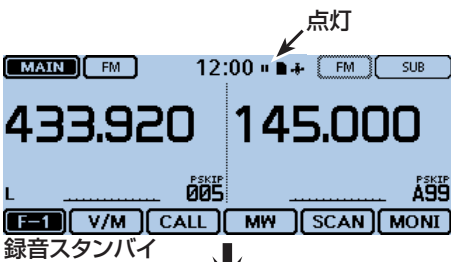 点灯
MAIN FM 12:00 FM SUB
433.920 145.000
L PSKIP 005 PSKIP A99
F-1 V/M CALL MW SCAN MONI
録音スタンバイ